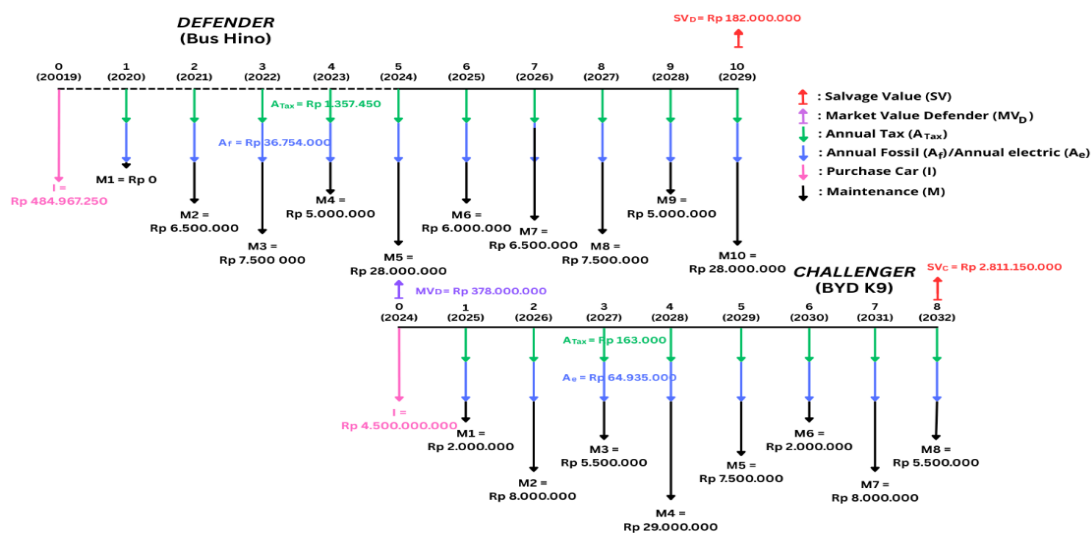 DEFENDER
(Bus Hino)
SVD = Rp 182.000.000
0
(20019)
1
(2020)
2
(2021)
3
(2022)
4
(2023)
5
(2024)
6
(2025)
7
(2026)
8
(2027)
9
(2028)
10
(2029)
ATax = Rp 1.357.450
Af = Rp 36.754.000
I =
Rp 484.967.250
M1 = Rp 0
M2 =
Rp 6.500.000
M3 =
Rp 7.500 000
M4 =
Rp 5.000.000
M5 =
Rp 28.000.000
M6 =
Rp 6.000.000
M7 =
Rp 6.500.000
M8 =
Rp 7.500.000
M9 =
Rp 5.000.000
M10 =
Rp 28.000.000
: Salvage Value (SV)
: Market Value Defender (MVD)
: Annual Tax (ATax)
: Annual Fossil (Af)/Annual electric (Ae)
: Purchase Car (I)
: Maintenance (M)
CHALLENGER
(BYD K9)
SVC = Rp 2.811.150.000
MVD= Rp 378.000.000
0
(2024)
1
(2025)
2
(2026)
3
(2027)
4
(2028)
5
(2029)
6
(2030)
7
(2031)
8
(2032)
ATax = Rp 163.000
Ae = Rp 64.935.000
I =
Rp 4.500.000.000
M1 =
Rp 2.000.000
M2 =
Rp 8.000.000
M3 =
Rp 5.500.000
M4 =
Rp 29.000.000
M5 =
Rp 7.500.000
M6 =
Rp 2.000.000
M7 =
Rp 8.000.000
M8 =
Rp 5.500.000